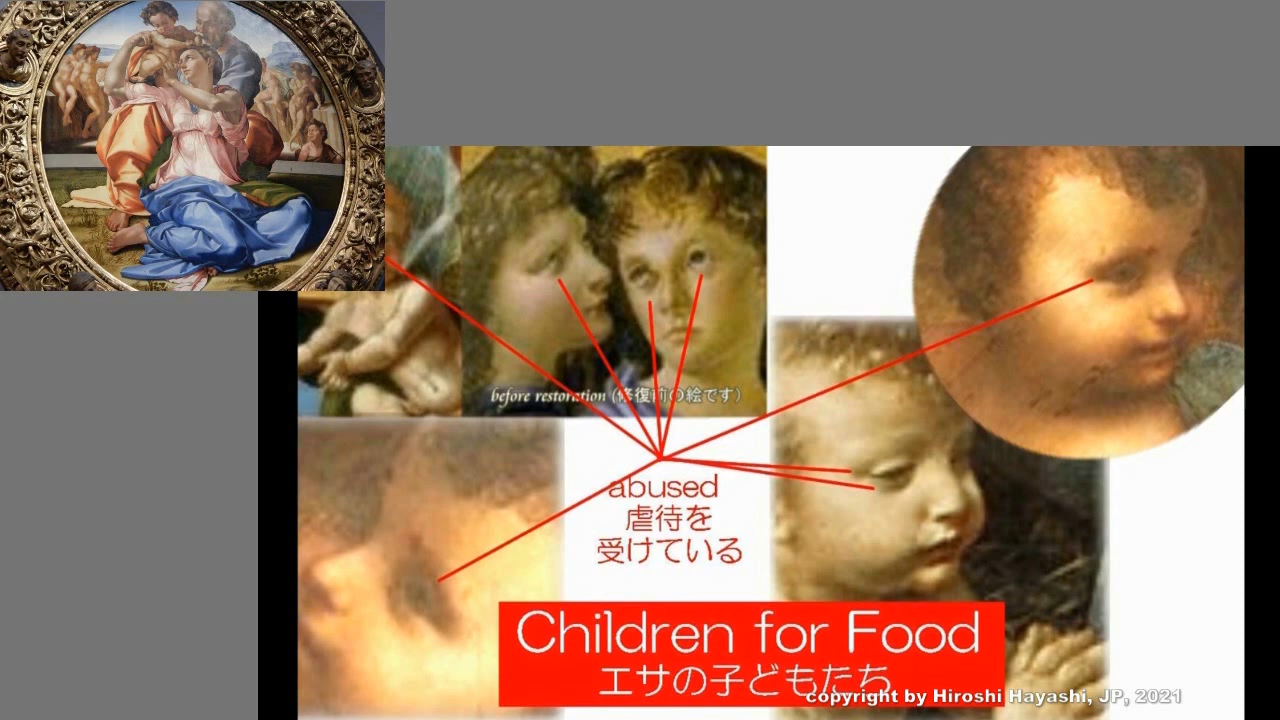 before restoration (修復前の絵です)
abused
虐待を
受けている
Children for Food
エサの子どもたち
copyright by Hiroshi Hayashi, JP, 2021